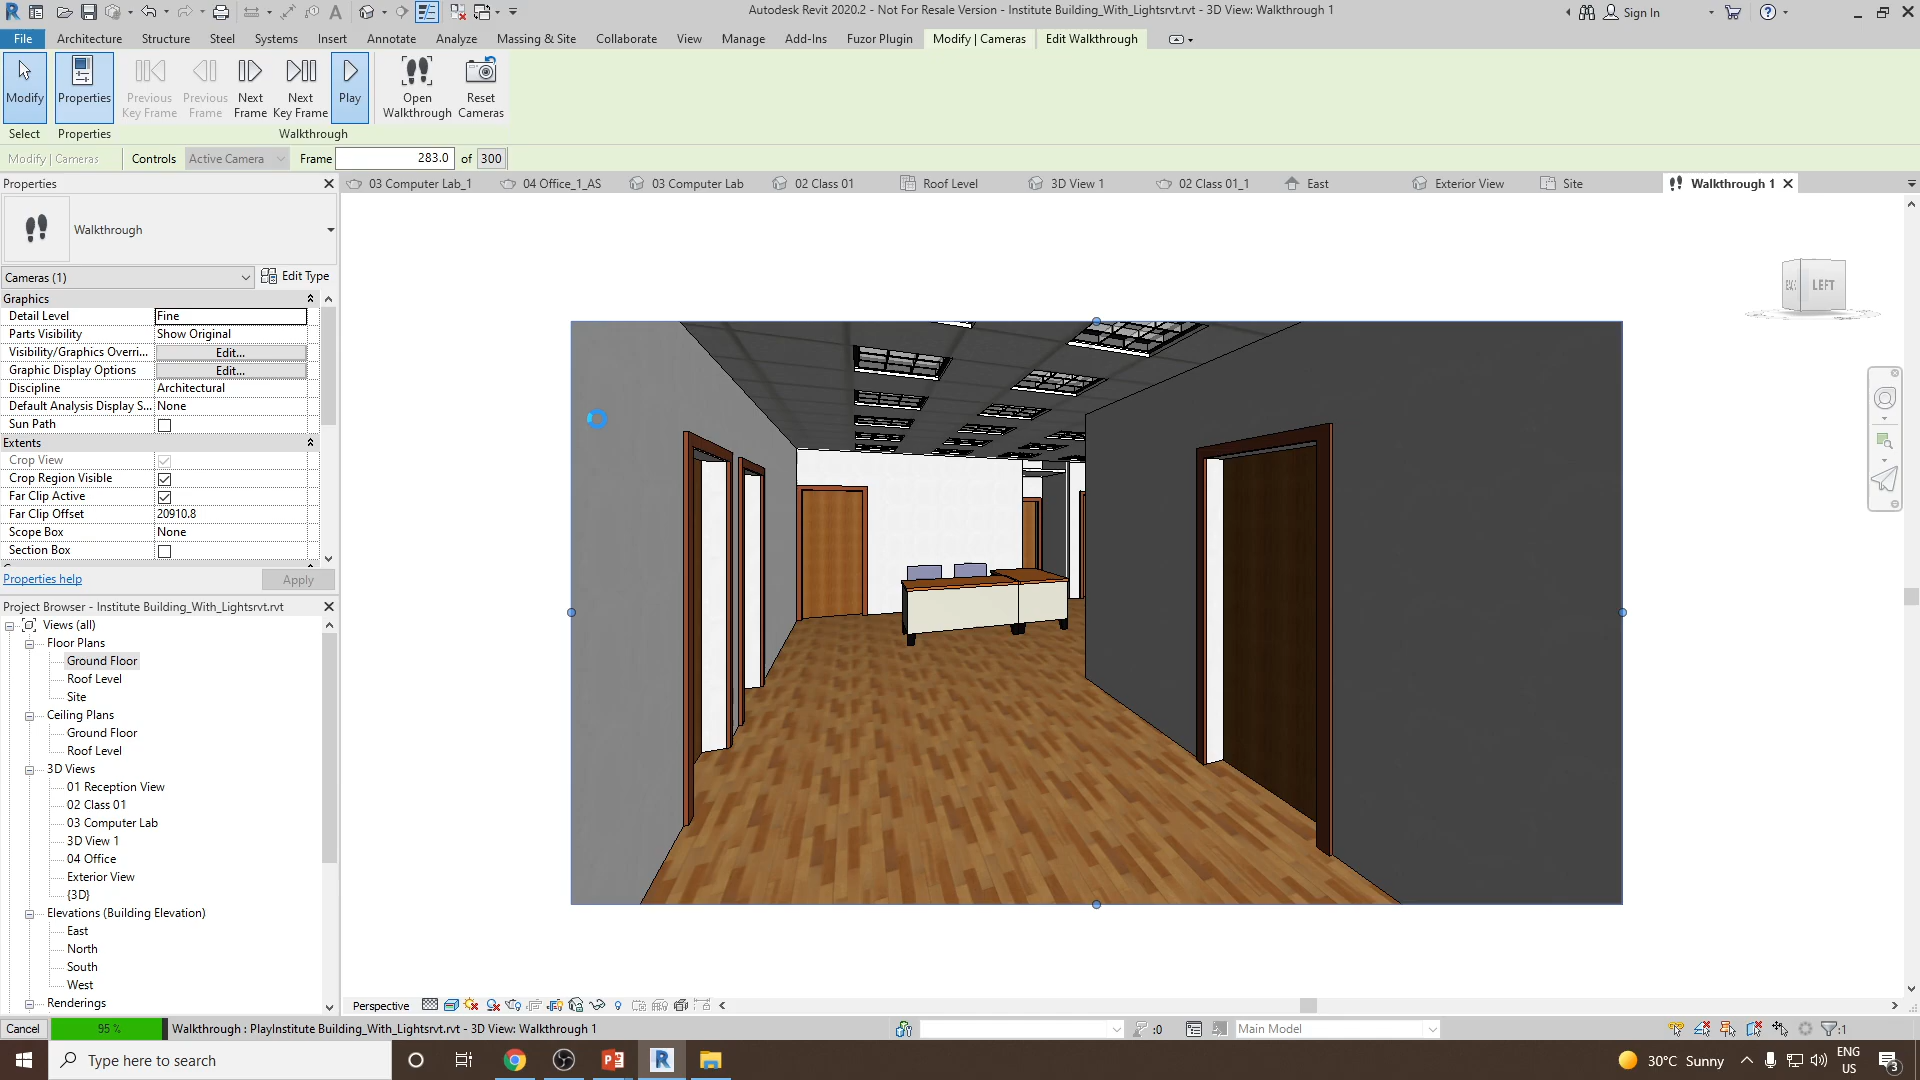 Autodesk Revit 2020.2 - Not For Resale Version - Institute Building_With_Lightsrvt.rvt - 3D View: Walkthrough 1
Sign In
File Architecture Structure Steel Systems Insert Annotate Analyze Massing & Site Collaborate View Manage Add-Ins Fuzor Plugin Modify | Cameras Edit Walkthrough
Modify Properties Previous Key Frame Previous Frame Next Frame Next Key Frame Play Open Walkthrough Reset Cameras
Select Properties Walkthrough
Modify | Cameras Controls Active Camera Frame 283.0 of 300
Properties
03 Computer Lab_1 04 Office_1_AS 03 Computer Lab 02 Class 01 Roof Level 3D View 1 02 Class 01_1 East Exterior View Site Walkthrough 1
Walkthrough
Cameras (1) Edit Type
Graphics
Detail Level Fine
Parts Visibility Show Original
Visibility/Graphics Overri... Edit...
Graphic Display Options Edit...
Discipline Architectural
Default Analysis Display S... None
Sun Path
Extents
Crop View
Crop Region Visible
Far Clip Active
Far Clip Offset 20910.8
Scope Box None
Section Box
Properties help Apply
Project Browser - Institute Building_With_Lightsrvt.rvt
Views (all)
Floor Plans
Ground Floor
Roof Level
Site
Ceiling Plans
Ground Floor
Roof Level
3D Views
01 Reception View
02 Class 01
03 Computer Lab
3D View 1
04 Office
Exterior View
{3D}
Elevations (Building Elevation)
East
North
South
West
Renderings
LEFT
Perspective
Cancel 95 % Walkthrough : PlayInstitute Building_With_Lightsrvt.rvt - 3D View: Walkthrough 1 :0 Main Model :1
Type here to search
30°C Sunny
ENG
US
3